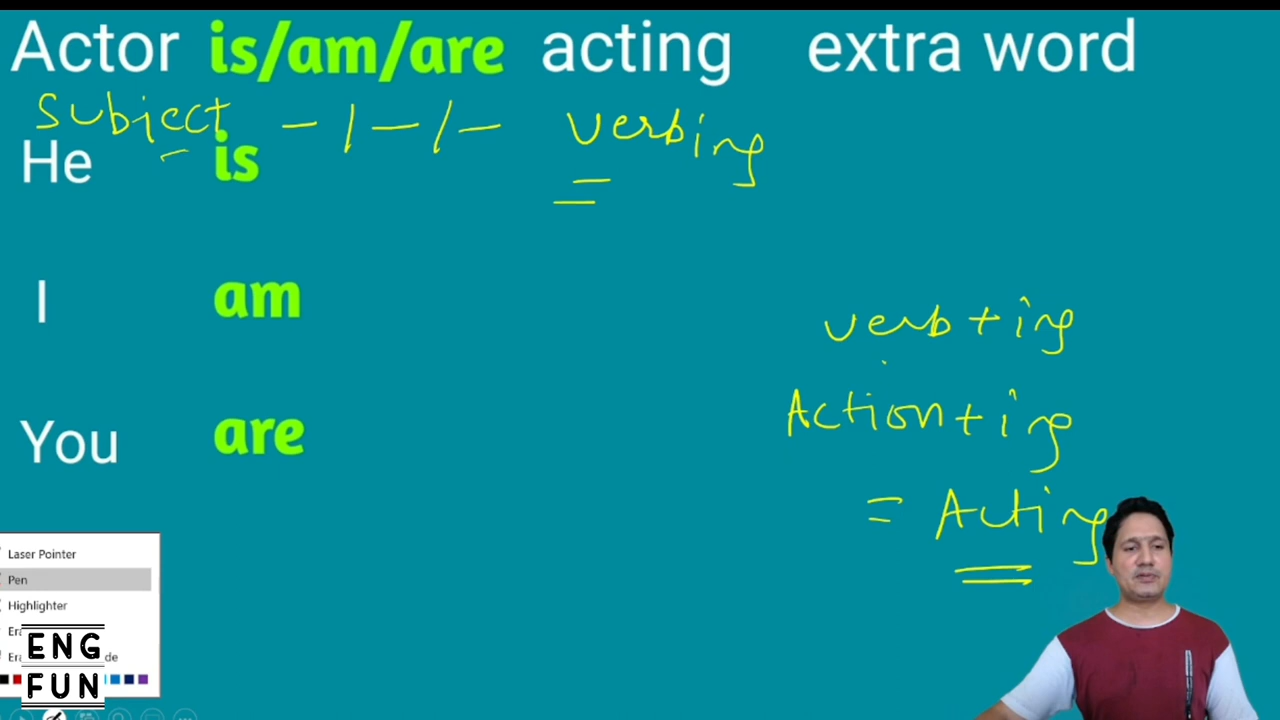 Actor is/am/are acting extra word
Subject - / - / - verbing
He is
I am
verb + ing
Action + ing
You are
= Acting
Laser Pointer
Pen
Highlighter
ENG
FUN